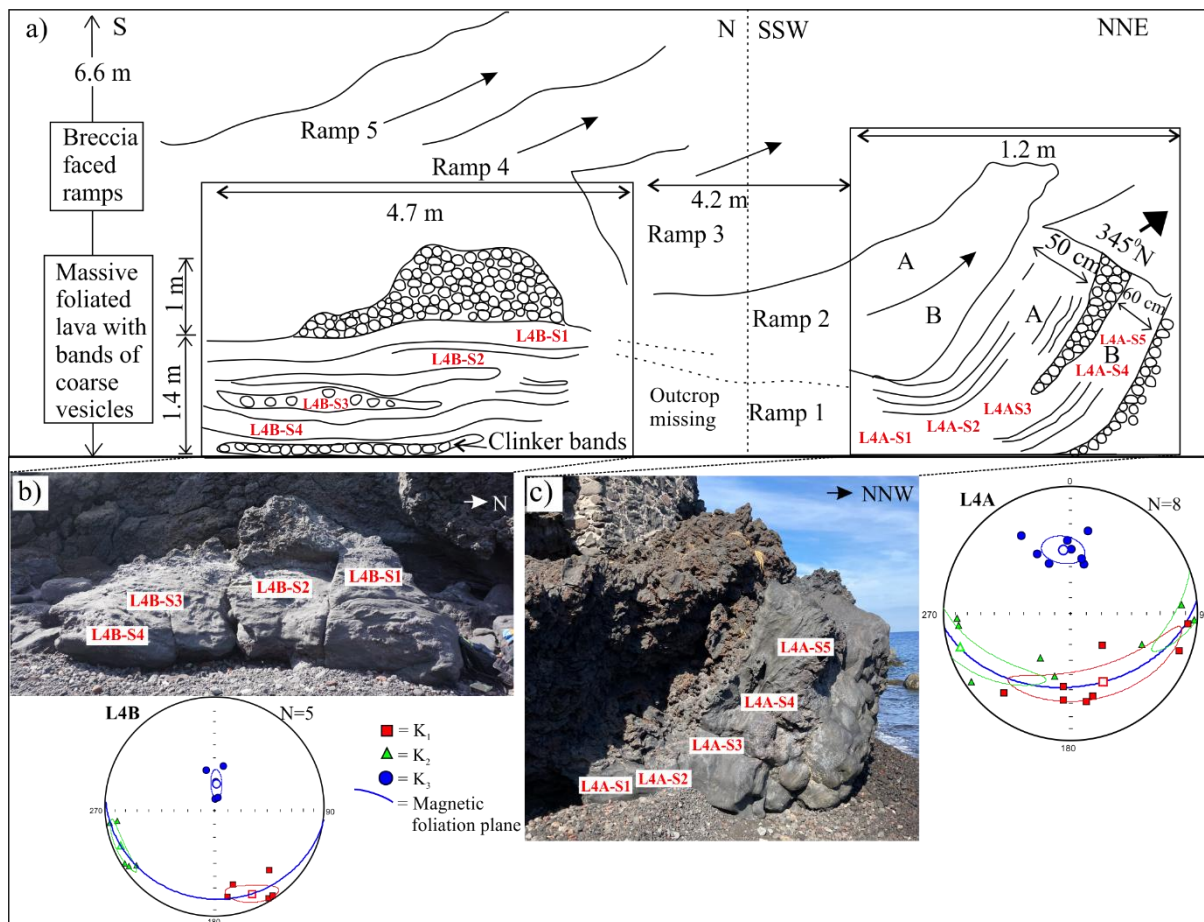 a)
S
N
SSW
NNE
6.6 m
Breccia
faced
ramps
Massive
foliated
lava with
bands of
coarse
vesicles
1 m
1.4 m
Ramp 5
Ramp 4
4.7 m
4.2 m
1.2 m
Ramp 3
Ramp 2
Outcrop
missing
Ramp 1
L4B-S1
L4B-S2
L4B-S3
L4B-S4
Clinker bands
A
B
50 cm
345⁰N
A
60 cm
L4A-S5
B
L4A-S4
L4AS3
L4A-S2
L4A-S1
b)
N
L4B-S1
L4B-S2
L4B-S3
L4B-S4
L4B
N=5
270
90
180
= K₁
= K₂
= K₃
= Magnetic
foliation plane
c)
NNW
L4A-S5
L4A-S4
L4A-S3
L4A-S1
L4A-S2
L4A
0
N=8
270
90
180